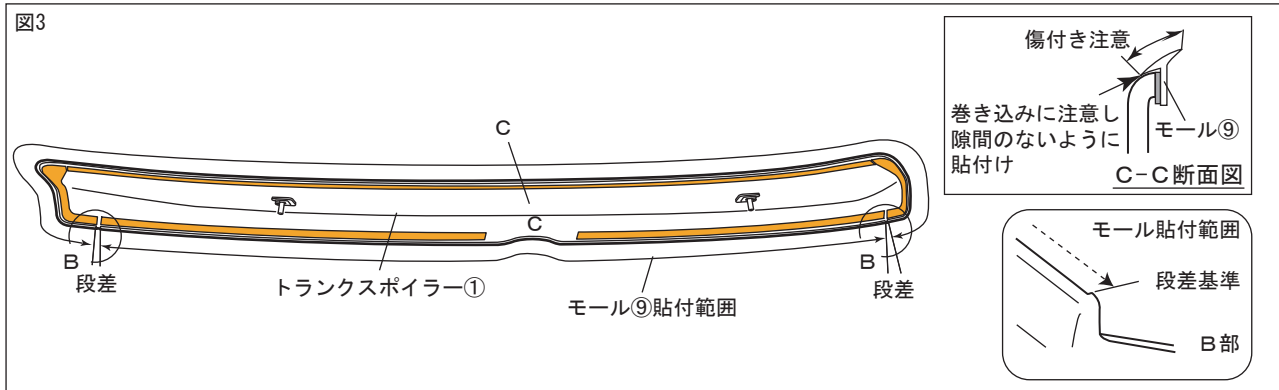 図3
C
C
B
段差
トランクスポイラー①
モール⑨貼付範囲
B
段差
傷付き注意
巻き込みに注意し
隙間のないように
貼付け
モール⑨
C-C断面図
モール貼付範囲
段差基準
B部